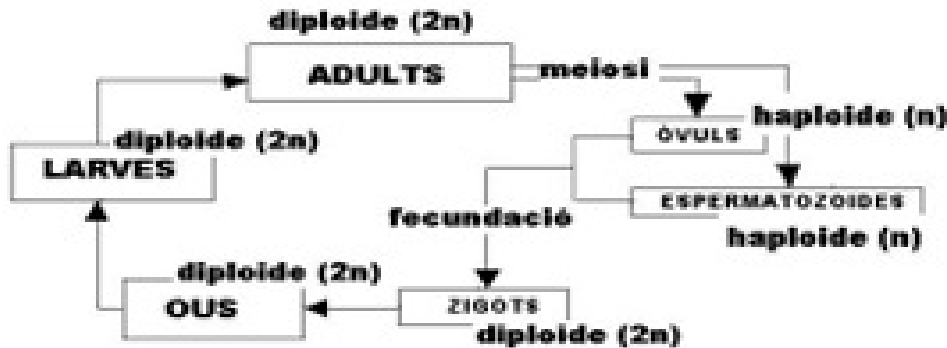 diploide (2n)
ADULTS
meiosi
haploide (n)
ÒVULS
diploide (2n)
LARVES
ESPERMATOZOIDES
fecundació
haploide (n)
diploide (2n)
OUS
ZIGOTS
diploide (2n)